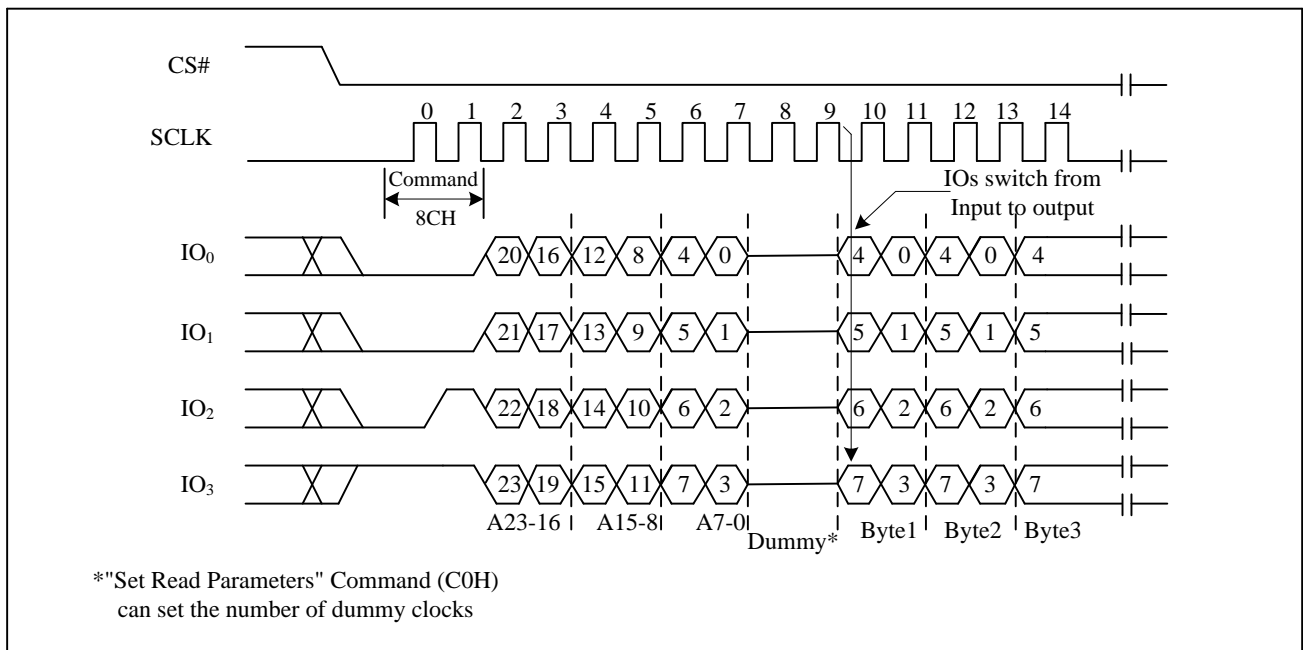 CS#
0 1 2 3 4 5 6 7 8 9 10 11 12 13 14
SCLK
Command
8CH
IOs switch from
Input to output
IO0 20 16 12 8 4 0 4 0 4 0 4
IO1 21 17 13 9 5 1 5 1 5 1 5
IO2 22 18 14 10 6 2 6 2 6 2 6
IO3 23 19 15 11 7 3 7 3 7 3 7
A23-16 A15-8 A7-0 Dummy* Byte1 Byte2 Byte3
*"Set Read Parameters" Command (C0H)
can set the number of dummy clocks